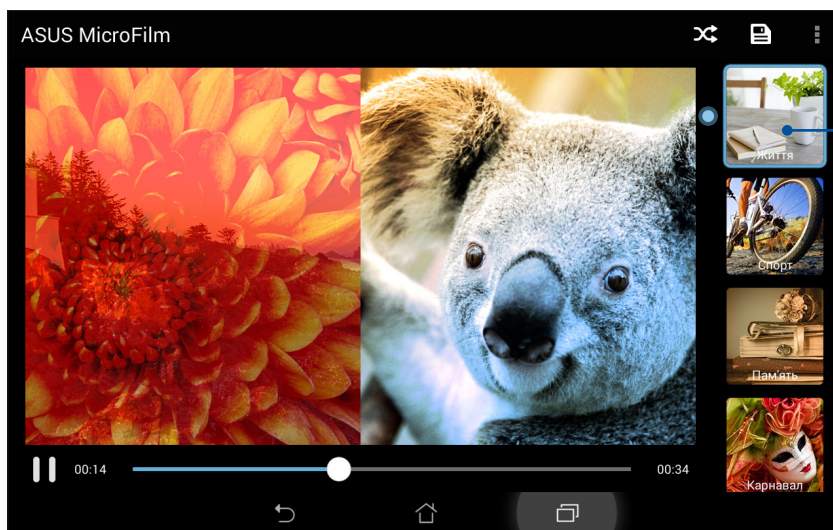 ASUS MicroFilm
Життя
Спорт
Пам'ять
Карнавал
00:14
00:34